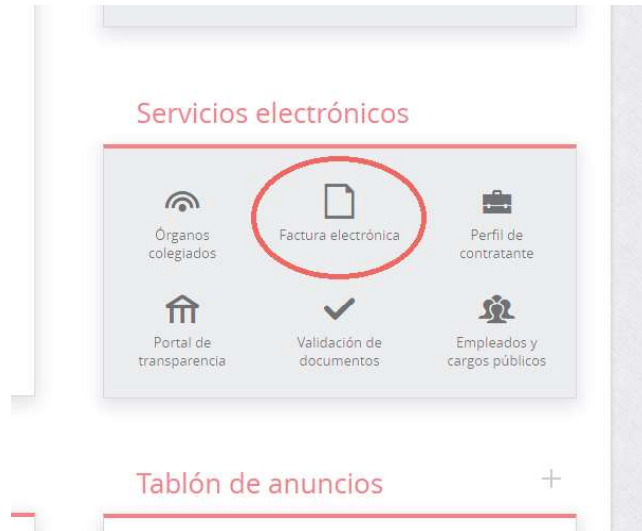 Servicios electrónicos
Órganos
colegiados
Factura electrónica
Perfil de
contratante
Portal de
transparencia
Validación de
documentos
Empleados y
cargos públicos
Tablón de anuncios